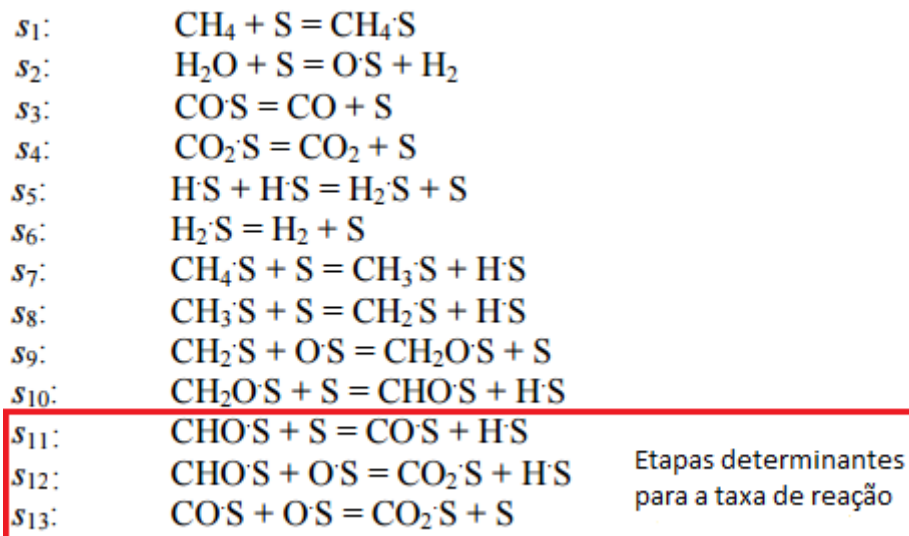 s₁: CH₄ + S = CH₄·S
s₂: H₂O + S = O·S + H₂
s₃: CO·S = CO + S
s₄: CO₂·S = CO₂ + S
s₅: H·S + H·S = H₂·S + S
s₆: H₂·S = H₂ + S
s₇: CH₄·S + S = CH₃·S + H·S
s₈: CH₃·S + S = CH₂·S + H·S
s₉: CH₂·S + O·S = CH₂O·S + S
s₁₀: CH₂O·S + S = CHO·S + H·S
s₁₁: CHO·S + S = CO·S + H·S
s₁₂: CHO·S + O·S = CO₂·S + H·S
s₁₃: CO·S + O·S = CO₂·S + S
Etapas determinantes
para a taxa de reação